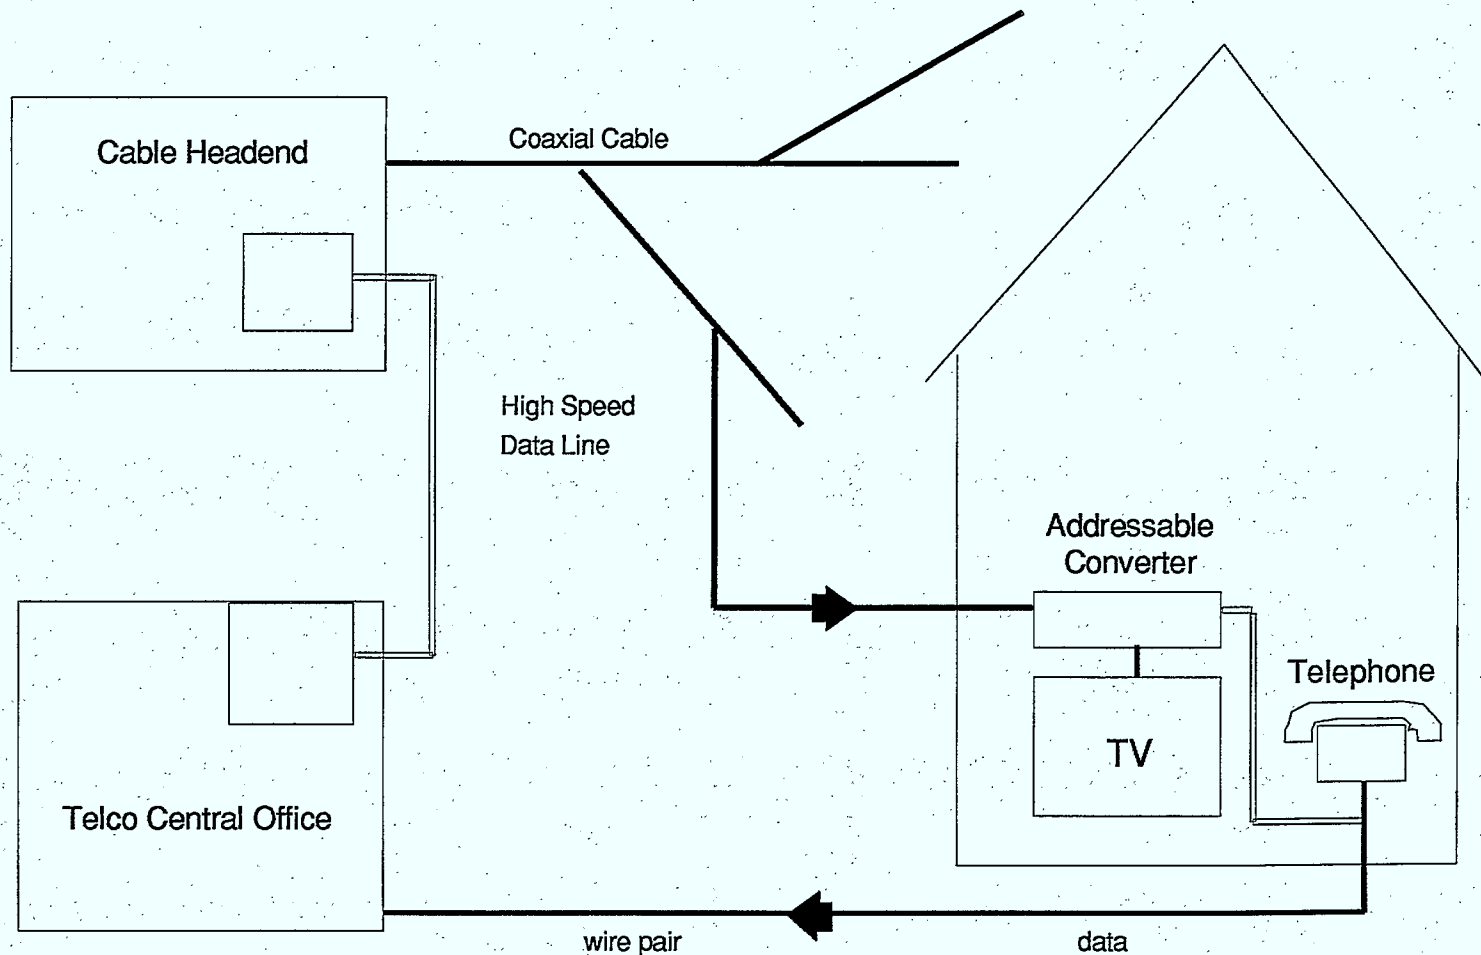 Coaxial Cable
Cable Headend
High Speed
Data Line
Addressable
Converter
Telephone
TV
Telco Central Office
wire pair
data